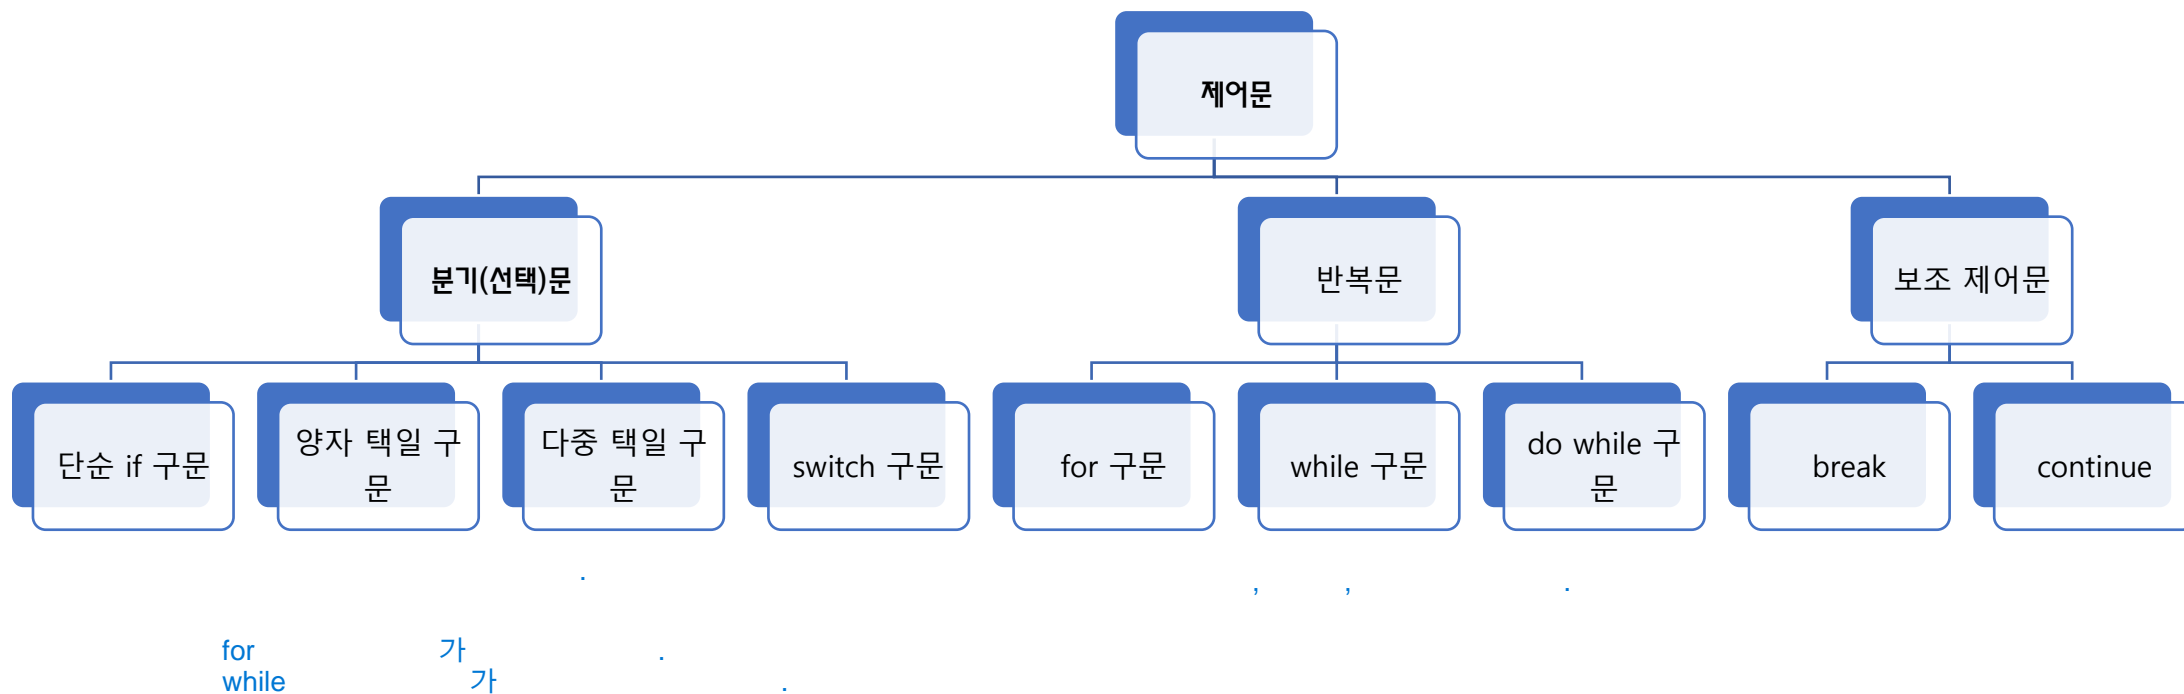 제어문
분기(선택)문
반복문
보조 제어문
단순 if 구문
양자 택일 구
문
다중 택일 구
문
switch 구문
for 구문
while 구문
do while 구
문
break
continue
.
, , .
for 가 .
while 가 .